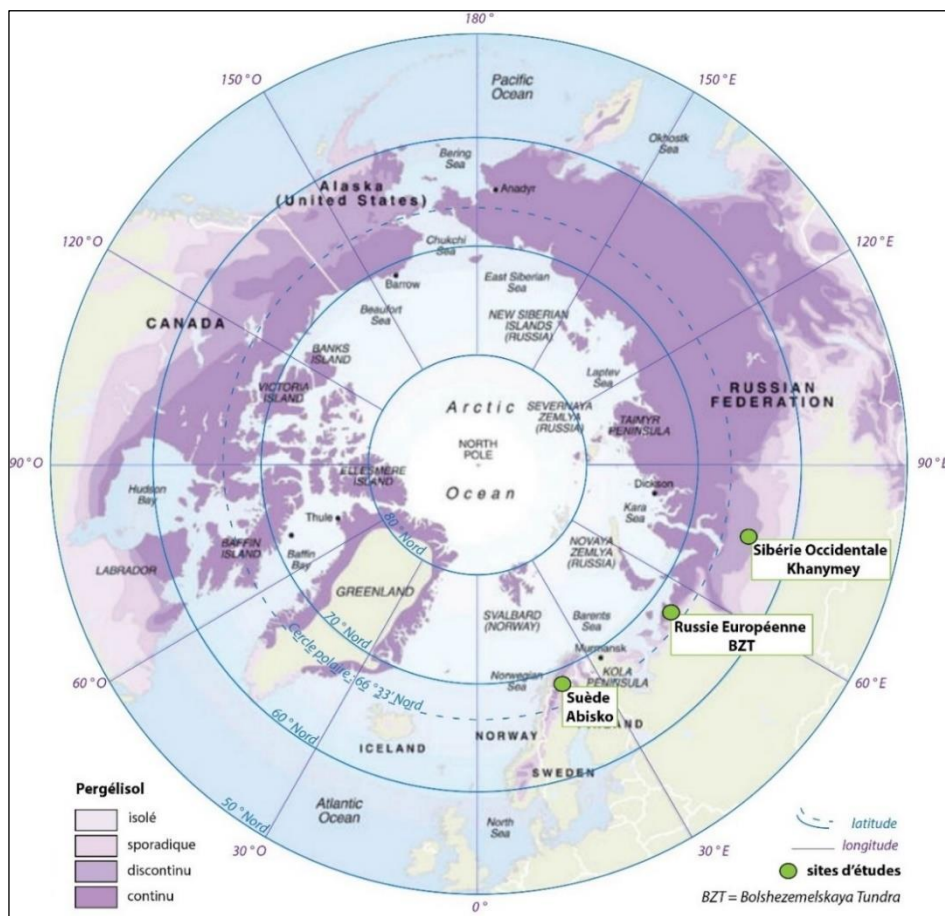 180°
150°O
150°E
Pacific
Ocean
Okhostk
Sea
Bering
Sea
Alaska
(United States)
Anadyr
120°O
120°E
Chukchi
Sea
Barrow
East Siberian
Sea
Beaufort
Sea
NEW SIBERIAN
ISLANDS
(RUSSIA)
CANADA
BANKS
ISLAND
Laptev
Sea
VICTORIA
ISLAND
RUSSIAN
FEDERATION
Arctic
SEVERNAYA
ZEMLYA
(RUSSIA)
TAIMYR
PENINSULA
NORTH
POLE
90°O
90°E
ELLESMERE
ISLAND
Ocean
Dickson
Hudson
Bay
Kara
Sea
Thule
80° Nord
BAFFIN
ISLAND
Baffin
Bay
NOVAYA
ZEMLYA
(RUSSIA)
Sibérie Occidentale
Khanymey
LABRADOR
GREENLAND
SVALBARD
(NORWAY)
Barents
Sea
Russie Européenne
BZT
70° Nord
Murmansk
KOLA
PENINSULA
Cercle polaire 66°33' Nord
Norwegian
Sea
60°O
60°E
Suède
Abisko
60° Nord
ICELAND
NORWAY
SWEDEN
Pergélisol
isolé
sporadique
discontinu
continu
50° Nord
Atlantic
Ocean
North
Sea
latitude
longitude
sites d'études
30°O
30°E
BZT = Bolshezemelskaya Tundra
0°